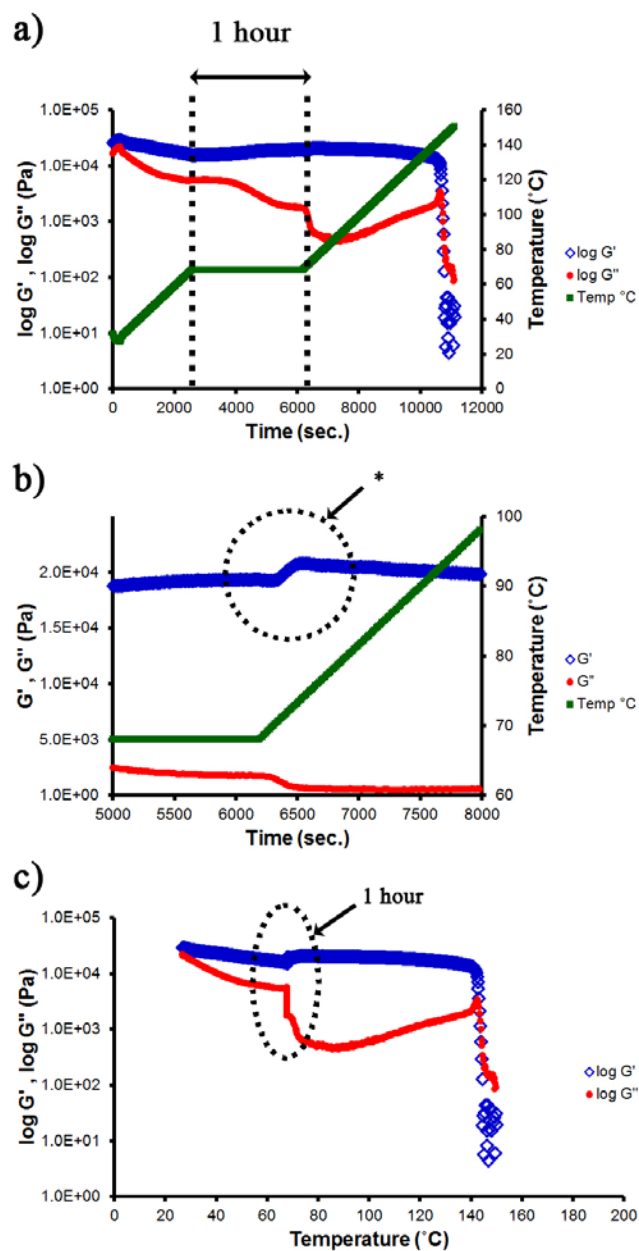 a)
1 hour
log G' , log G'' (Pa)
1.0E+05
1.0E+04
1.0E+03
1.0E+02
1.0E+01
1.0E+00
0
2000
4000
6000
8000
10000
12000
Time (sec.)
160
140
120
100
80
60
40
20
0
Temperature (˚C)
log G'
log G"
Temp °C
b)
*
G' , G'' (Pa)
2.0E+04
1.5E+04
1.0E+04
5.0E+03
1.0E+00
5000
5500
6000
6500
7000
7500
8000
Time (sec.)
100
90
80
70
60
Temperature (˚C)
G'
G"
Temp °C
c)
1 hour
log G' , log G'' (Pa)
1.0E+05
1.0E+04
1.0E+03
1.0E+02
1.0E+01
1.0E+00
0
20
40
60
80
100
120
140
160
180
200
Temperature (˚C)
log G'
log G"